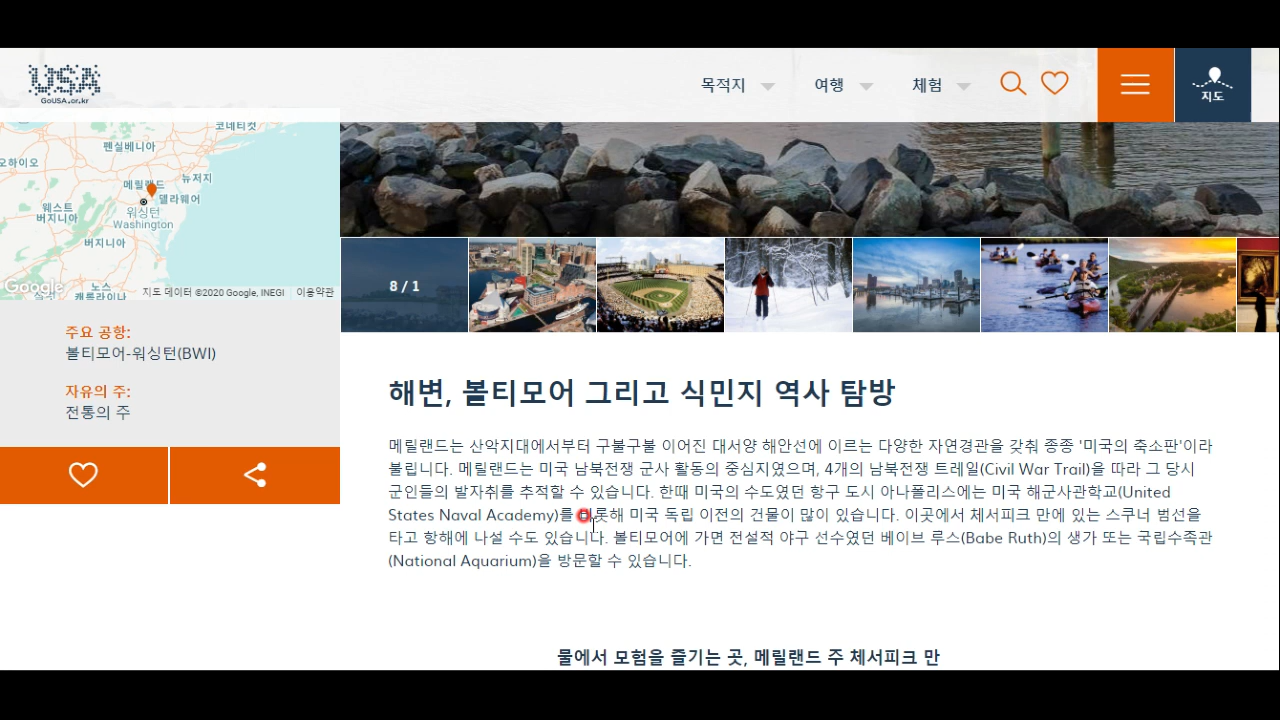 USA
GoUSA.or.kr
목적지
여행
체험
지도
코네티컷
펜실베니아
오하이오
뉴저지
메릴랜드
델라웨어
웨스트
버지니아
워싱턴
Washington
버지니아
노스
캐롤라이나
Google
지도 데이터 ©2020 Google, INEGI
이용약관
8 / 1
주요 공항:
볼티모어-워싱턴(BWI)
자유의 주:
전통의 주
해변, 볼티모어 그리고 식민지 역사 탐방
메릴랜드는 산악지대에서부터 구불구불 이어진 대서양 해안선에 이르는 다양한 자연경관을 갖춰 종종 '미국의 축소판'이라
불립니다. 메릴랜드는 미국 남북전쟁 군사 활동의 중심지였으며, 4개의 남북전쟁 트레일(Civil War Trail)을 따라 그 당시
군인들의 발자취를 추적할 수 있습니다. 한때 미국의 수도였던 항구 도시 아나폴리스에는 미국 해군사관학교(United
States Naval Academy)를 비롯해 미국 독립 이전의 건물이 많이 있습니다. 이곳에서 체서피크 만에 있는 스쿠너 범선을
타고 항해에 나설 수도 있습니다. 볼티모어에 가면 전설적 야구 선수였던 베이브 루스(Babe Ruth)의 생가 또는 국립수족관
(National Aquarium)을 방문할 수 있습니다.
물에서 모험을 즐기는 곳, 메릴랜드 주 체서피크 만